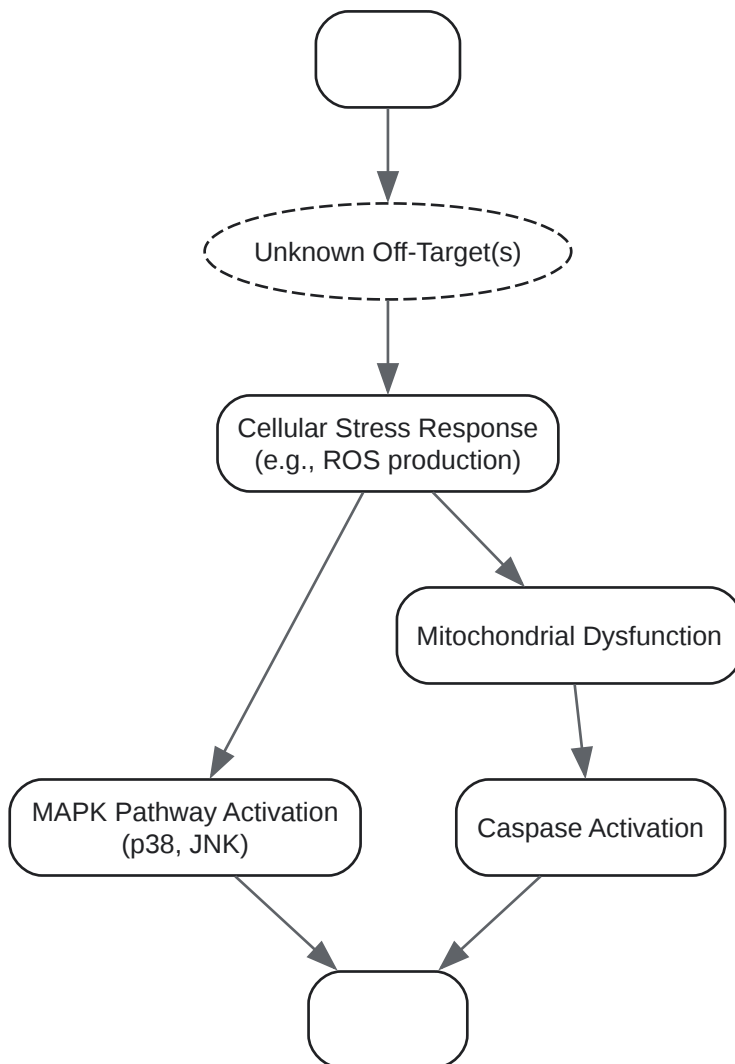 Unknown Off-Target(s)
Cellular Stress Response
(e.g., ROS production)
Mitochondrial Dysfunction
MAPK Pathway Activation
(p38, JNK)
Caspase Activation